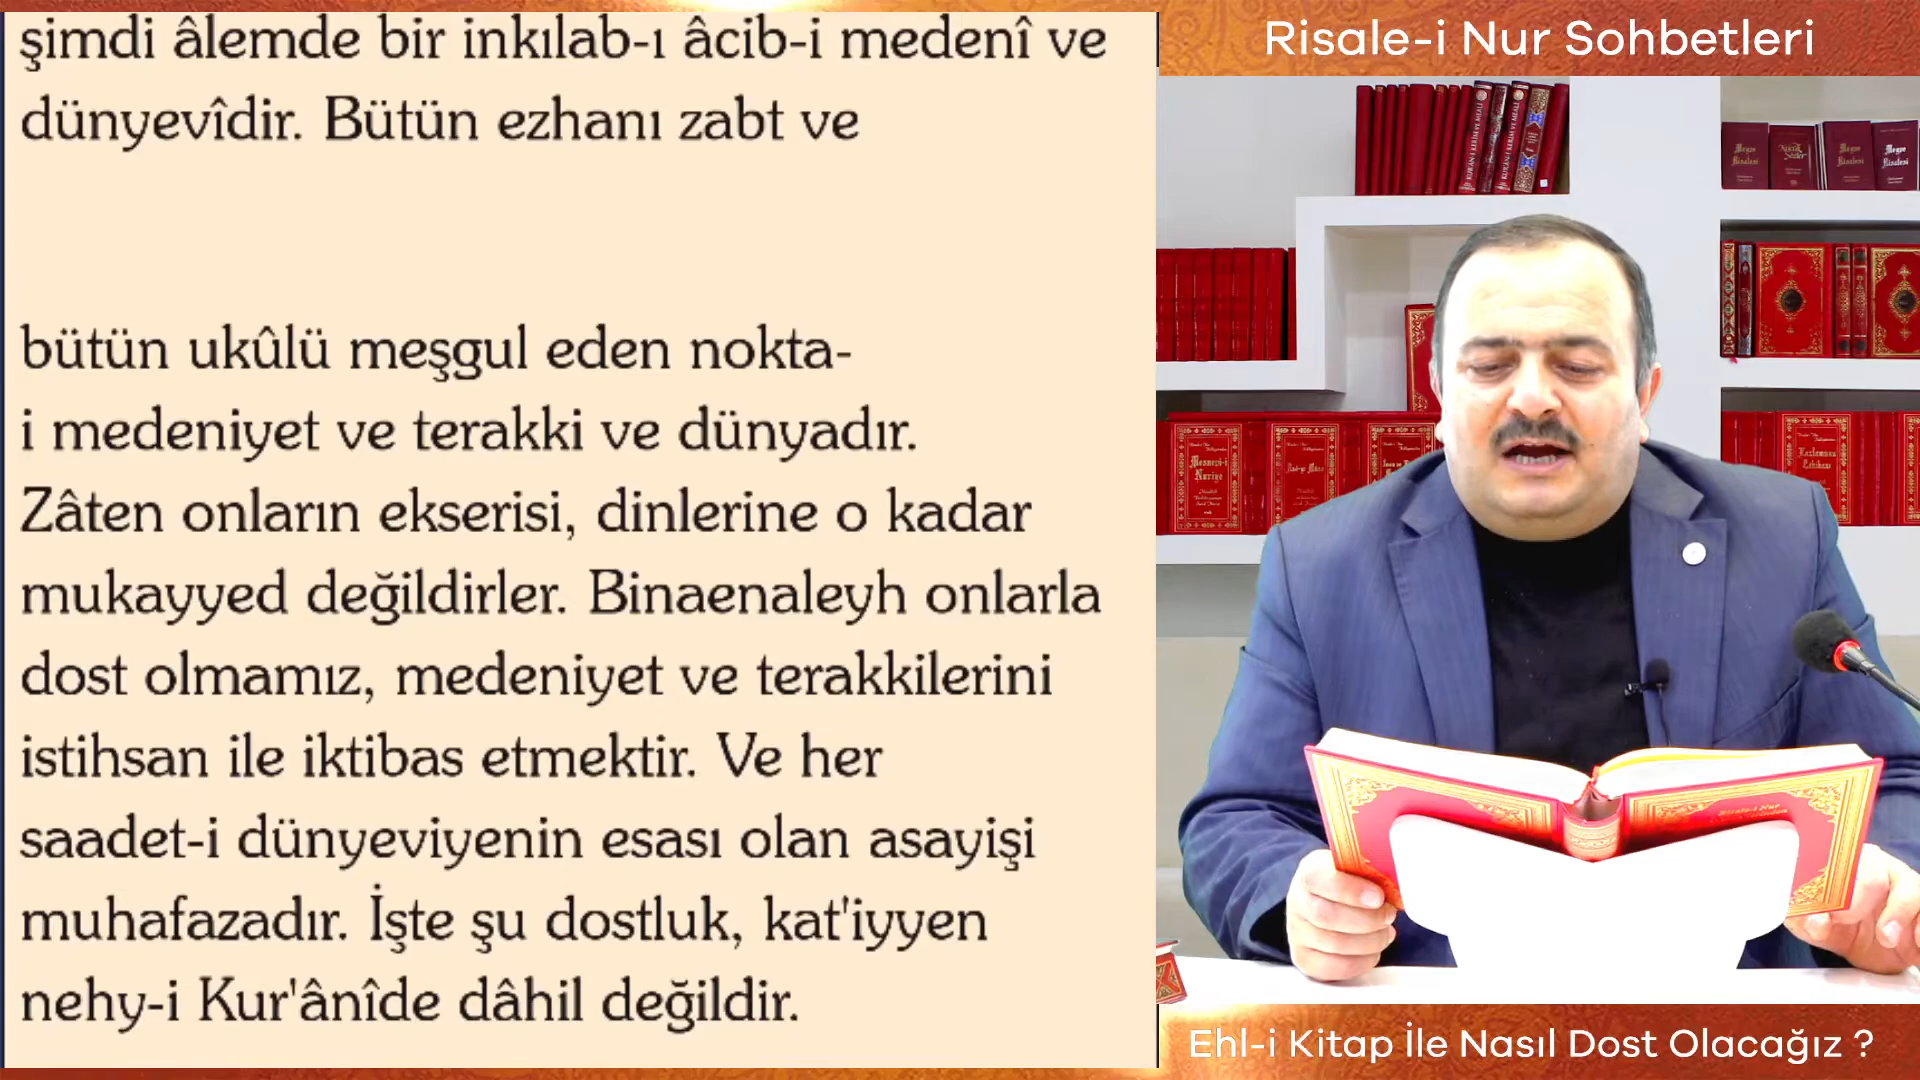 şimdi âlemde bir inkılab-ı âcib-i medenî ve
dünyevîdir. Bütün ezhanı zabt ve
bütün ukûlü meşgul eden nokta-
i medeniyet ve terakki ve dünyadır.
Zâten onların ekserisi, dinlerine o kadar
mukayyed değildirler. Binaenaleyh onlarla
dost olmamız, medeniyet ve terakkilerini
istihsan ile iktibas etmektir. Ve her
saadet-i dünyeviyenin esası olan asayişi
muhafazadır. İşte şu dostluk, kat'iyyen
nehy-i Kur'ânîde dâhil değildir.
Risale-i Nur Sohbetleri
Mesnevî-i
Nuriye
Ehl-i Kitap İle Nasıl Dost Olacağız ?